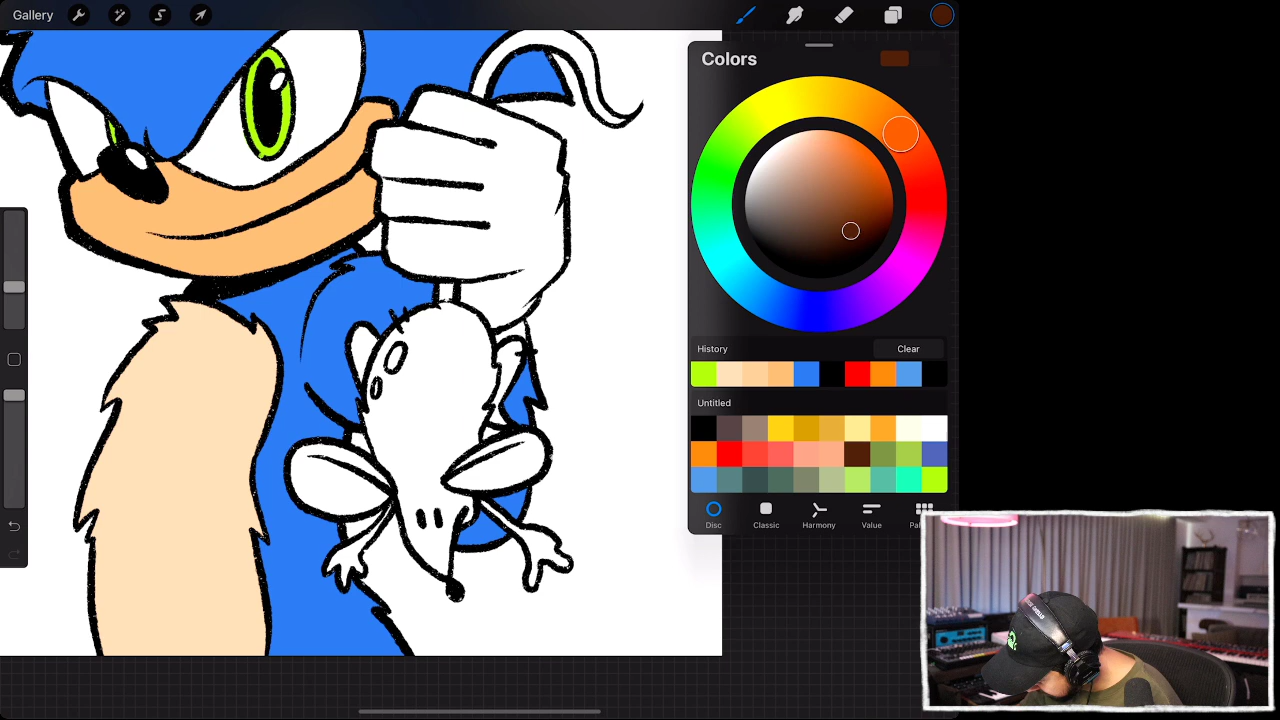 Gallery
Colors
History
Clear
Untitled
Disc
Classic
Harmony
Value